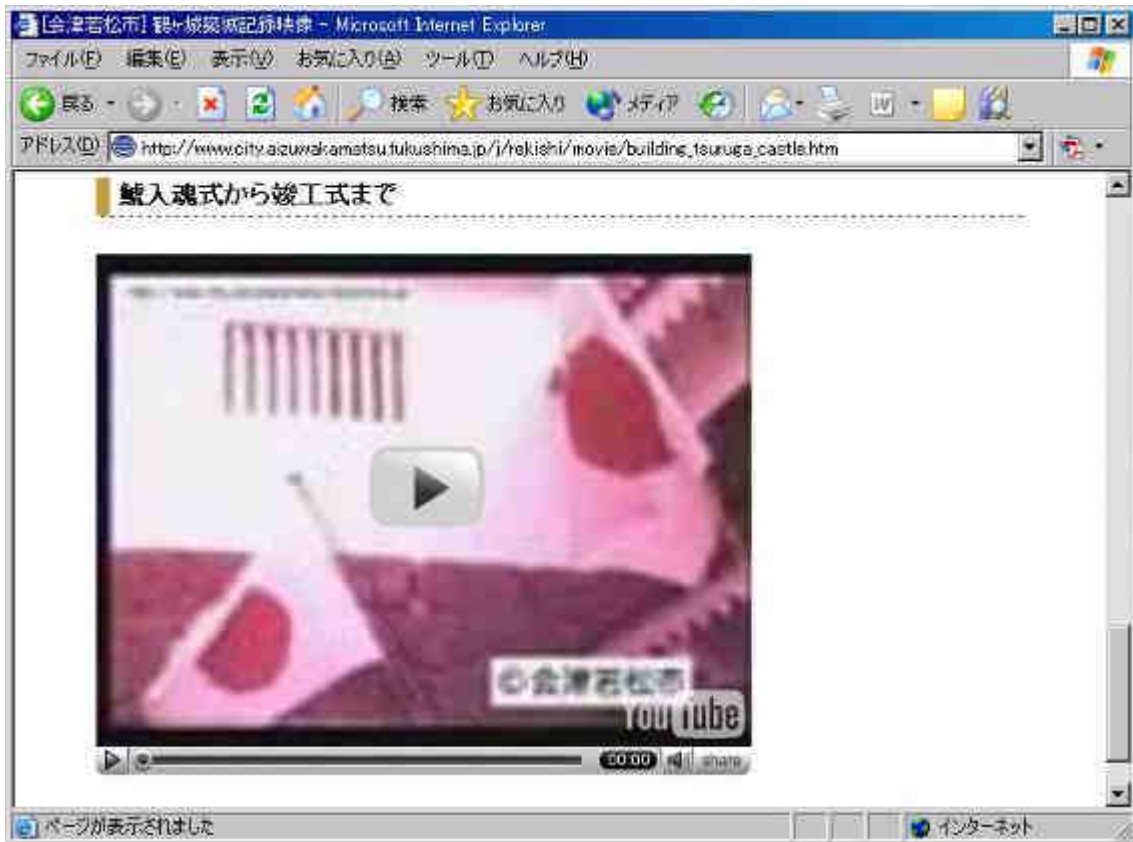 [会津若松市] 鶴ヶ城築城記録映像 - Microsoft Internet Explorer
ファイル(F) 編集(E) 表示(V) お気に入り(A) ツール(T) ヘルプ(H)
戻る 検索 お気に入り メディア
アドレス(D) http://www.city.aizuwakamatsu.fukushima.jp/j/rekishi/movie/building_tsuruga_castle.htm
鯱入魂式から竣工式まで
©会津若松市
You Tube
00:00 share
ページが表示されました インターネット